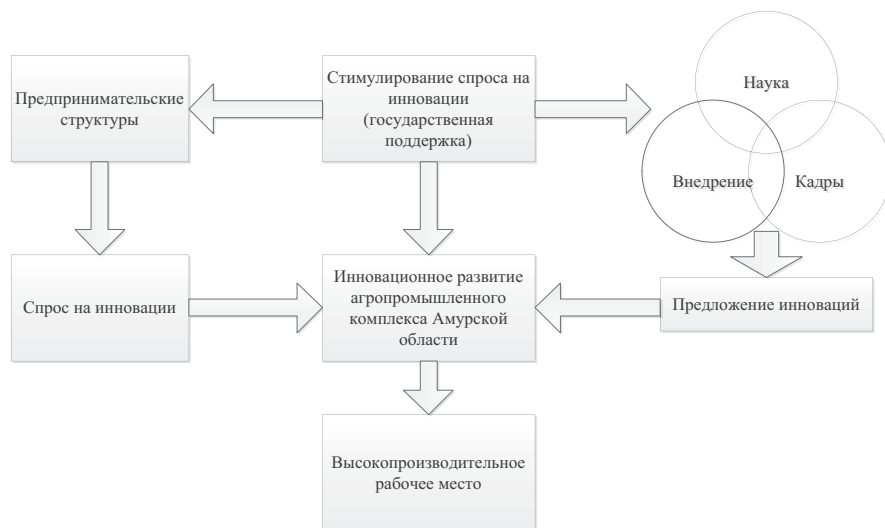 Предпринимательские
структуры
Стимулирование спроса на
инновации
(государственная
поддержка)
Наука
Внедрение
Кадры
Спрос на инновации
Инновационное развитие
агропромышленного
комплекса Амурской
области
Предложение инноваций
Высокопроизводительное
рабочее место